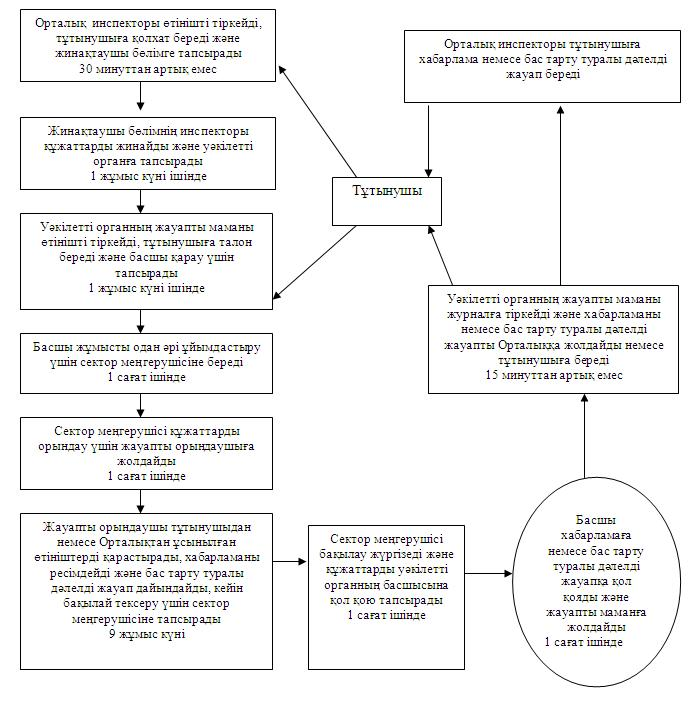 Орталық инспекторы өтінішті тіркейді,
тұтынушыға қолхат береді және
жинақтаушы бөлімге тапсырады
30 минуттан артық емес
Жинақтаушы бөлімнің инспекторы
құжаттарды жинайды және уәкілетті
органға тапсырады
1 жұмыс күні ішінде
Уәкілетті органның жауапты маманы
өтінішті тіркейді, тұтынушыға талон
береді және басшы қарау үшін
тапсырады
1 жұмыс күні ішінде
Басшы жұмысты одан әрі ұйымдастыру
үшін сектор меңгерушісіне береді
1 сағат ішінде
Сектор меңгерушісі құжаттарды
орындау үшін жауапты орындаушыға
жолдайды
1 сағат ішінде
Жауапты орындаушы тұтынушыдан
немесе Орталықтан ұсынылған
өтініштерді қарастырады, хабарламаны
ресімдейді және бас тарту туралы
дәлелді жауап дайындайды, кейін
бақылай тексеру үшін сектор
меңгерушісіне тапсырады
9 жұмыс күні
Сектор меңгерушісі
бақылау жүргізеді және
құжаттарды уәкілетті
органның басшысына
қол қою тапсырады
1 сағат ішінде
Басшы
хабарламаға
немесе бас тарту
туралы дәлелді
жауапқа қол
қояды және
жауапты маманға
жолдайды
1 сағат ішінде
Уәкілетті органның жауапты маманы
журналға тіркейді және хабарламаны
немесе бас тарту туралы дәлелді
жауапты Орталыққа жолдайды немесе
тұтынушыға береді
15 минуттан артық емес
Тұтынушы
Орталық инспекторы тұтынушыға
хабарлама немесе бас тарту туралы дәлелді
жауап береді